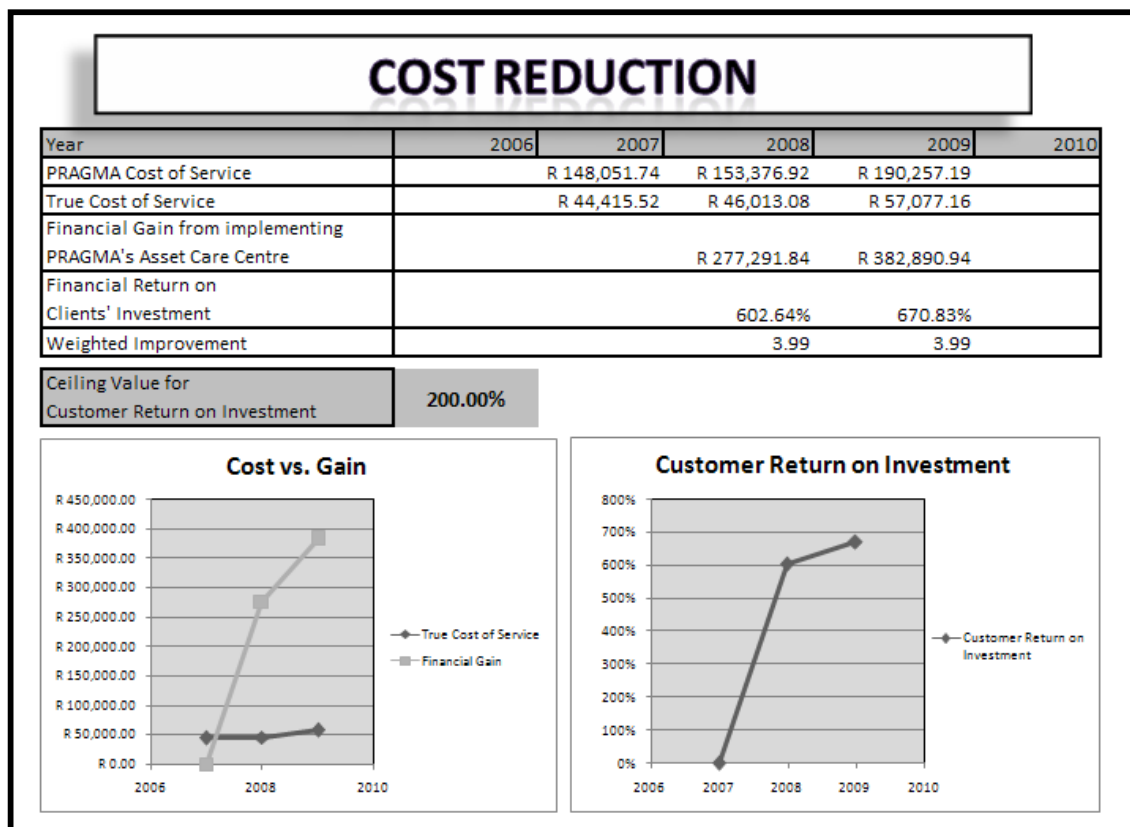 COST REDUCTION
Year 2006 2007 2008 2009 2010
PRAGMA Cost of Service R 148,051.74 R 153,376.92 R 190,257.19
True Cost of Service R 44,415.52 R 46,013.08 R 57,077.16
Financial Gain from implementing
PRAGMA's Asset Care Centre R 277,291.84 R 382,890.94
Financial Return on
Clients' Investment 602.64% 670.83%
Weighted Improvement 3.99 3.99
Ceiling Value for
Customer Return on Investment 200.00%
Cost vs. Gain
R 450,000.00
R 400,000.00
R 350,000.00
R 300,000.00
R 250,000.00
R 200,000.00
R 150,000.00
R 100,000.00
R 50,000.00
R 0.00
2006 2008 2010
True Cost of Service
Financial Gain
Customer Return on Investment
800%
700%
600%
500%
400%
300%
200%
100%
0%
2006 2007 2008 2009 2010
Customer Return on
Investment